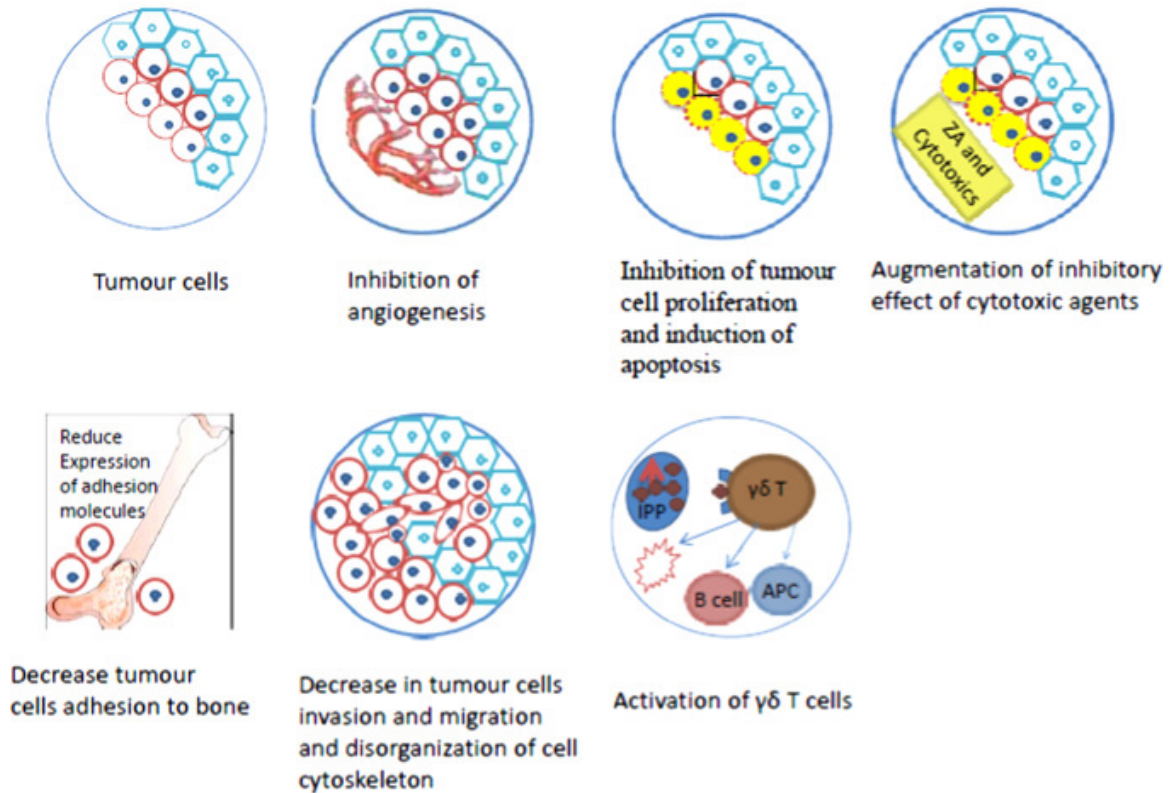 ZA and
Cytotoxics
Tumour cells
Inhibition of
angiogenesis
Inhibition of tumour
cell proliferation
and induction of
apoptosis
Augmentation of inhibitory
effect of cytotoxic agents
Reduce
Expression
of adhesion
molecules
IPP
γδ T
B cell
APC
Decrease tumour
cells adhesion to bone
Decrease in tumour cells
invasion and migration
and disorganization of cell
cytoskeleton
Activation of γδ T cells